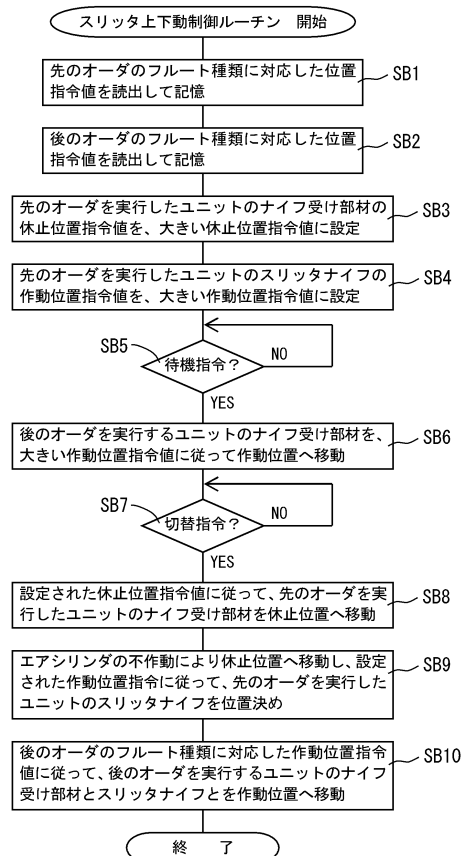 スリッタ上下動制御ルーチン 開始
先のオーダのフルート種類に対応した位置
指令値を読出して記憶
SB1
後のオーダのフルート種類に対応した位置
指令値を読出して記憶
SB2
先のオーダを実行したユニットのナイフ受け部材の
休止位置指令値を、大きい休止位置指令値に設定
SB3
先のオーダを実行したユニットのスリッタナイフの
作動位置指令値を、大きい作動位置指令値に設定
SB4
SB5
待機指令?
NO
YES
後のオーダを実行するユニットのナイフ受け部材を、
大きい作動位置指令値に従って作動位置へ移動
SB6
SB7
切替指令?
NO
YES
設定された休止位置指令値に従って、先のオーダを実
行したユニットのナイフ受け部材を休止位置へ移動
SB8
エアシリンダの不作動により休止位置へ移動し、設定
された作動位置指令に従って、先のオーダを実行した
ユニットのスリッタナイフを位置決め
SB9
後のオーダのフルート種類に対応した作動位置指令
値に従って、後のオーダを実行するユニットのナイフ
受け部材とスリッタナイフとを作動位置へ移動
SB10
終 了